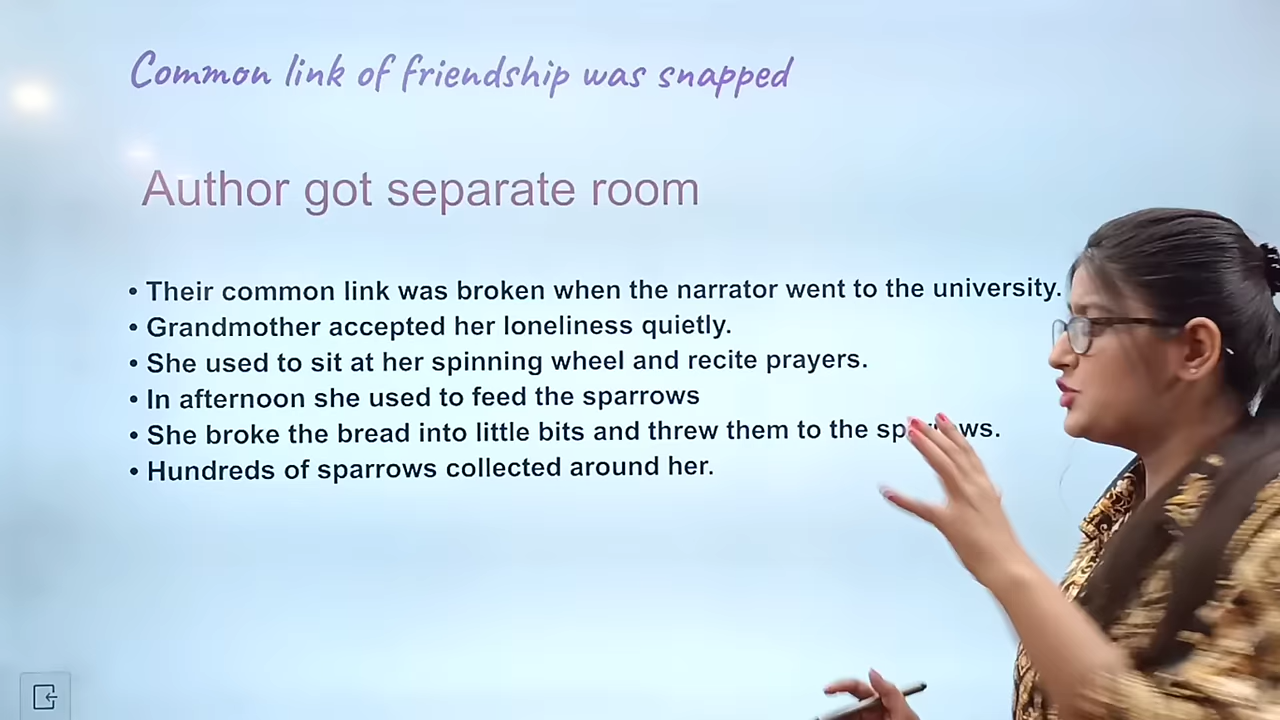 Common link of friendship was snapped
Author got separate room
• Their common link was broken when the narrator went to the university.
• Grandmother accepted her loneliness quietly.
• She used to sit at her spinning wheel and recite prayers.
• In afternoon she used to feed the sparrows
• She broke the bread into little bits and threw them to the sparrows.
• Hundreds of sparrows collected around her.